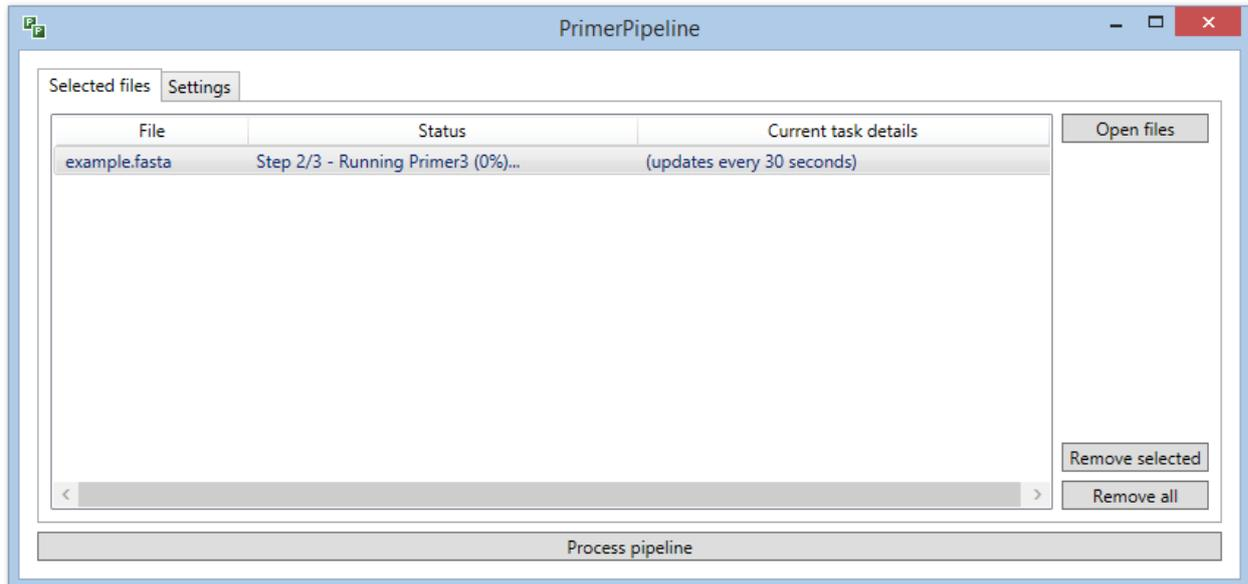 PrimerPipeline
Selected files Settings
File Status Current task details Open files
example.fasta Step 2/3 - Running Primer3 (0%)... (updates every 30 seconds)
Remove selected
Remove all
Process pipeline